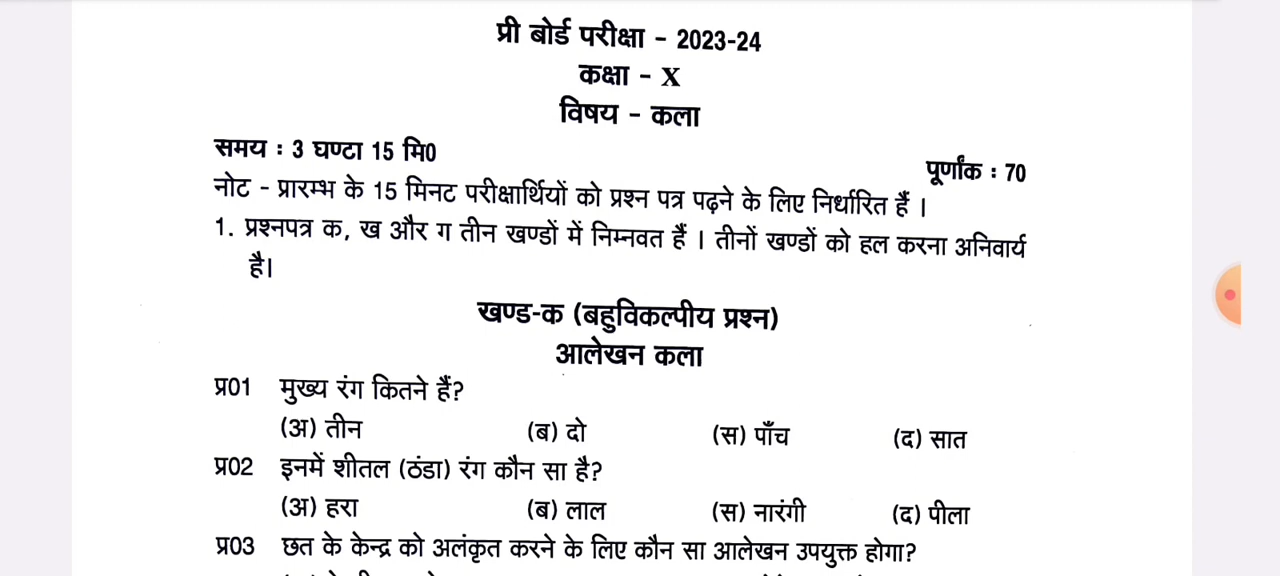 प्री बोर्ड परीक्षा - 2023-24
कक्षा - X
विषय - कला
समय : 3 घण्टा 15 मि0
पूर्णांक : 70
नोट - प्रारम्भ के 15 मिनट परीक्षार्थियों को प्रश्न पत्र पढ़ने के लिए निर्धारित हैं ।
1. प्रश्नपत्र क, ख और ग तीन खण्डों में निम्नवत हैं । तीनों खण्डों को हल करना अनिवार्य
है।
खण्ड-क (बहुविकल्पीय प्रश्न)
आलेखन कला
प्र01 मुख्य रंग कितने हैं?
(अ) तीन (ब) दो (स) पाँच (द) सात
प्र02 इनमें शीतल (ठंडा) रंग कौन सा है?
(अ) हरा (ब) लाल (स) नारंगी (द) पीला
प्र03 छत के केन्द्र को अलंकृत करने के लिए कौन सा आलेखन उपयुक्त होगा?